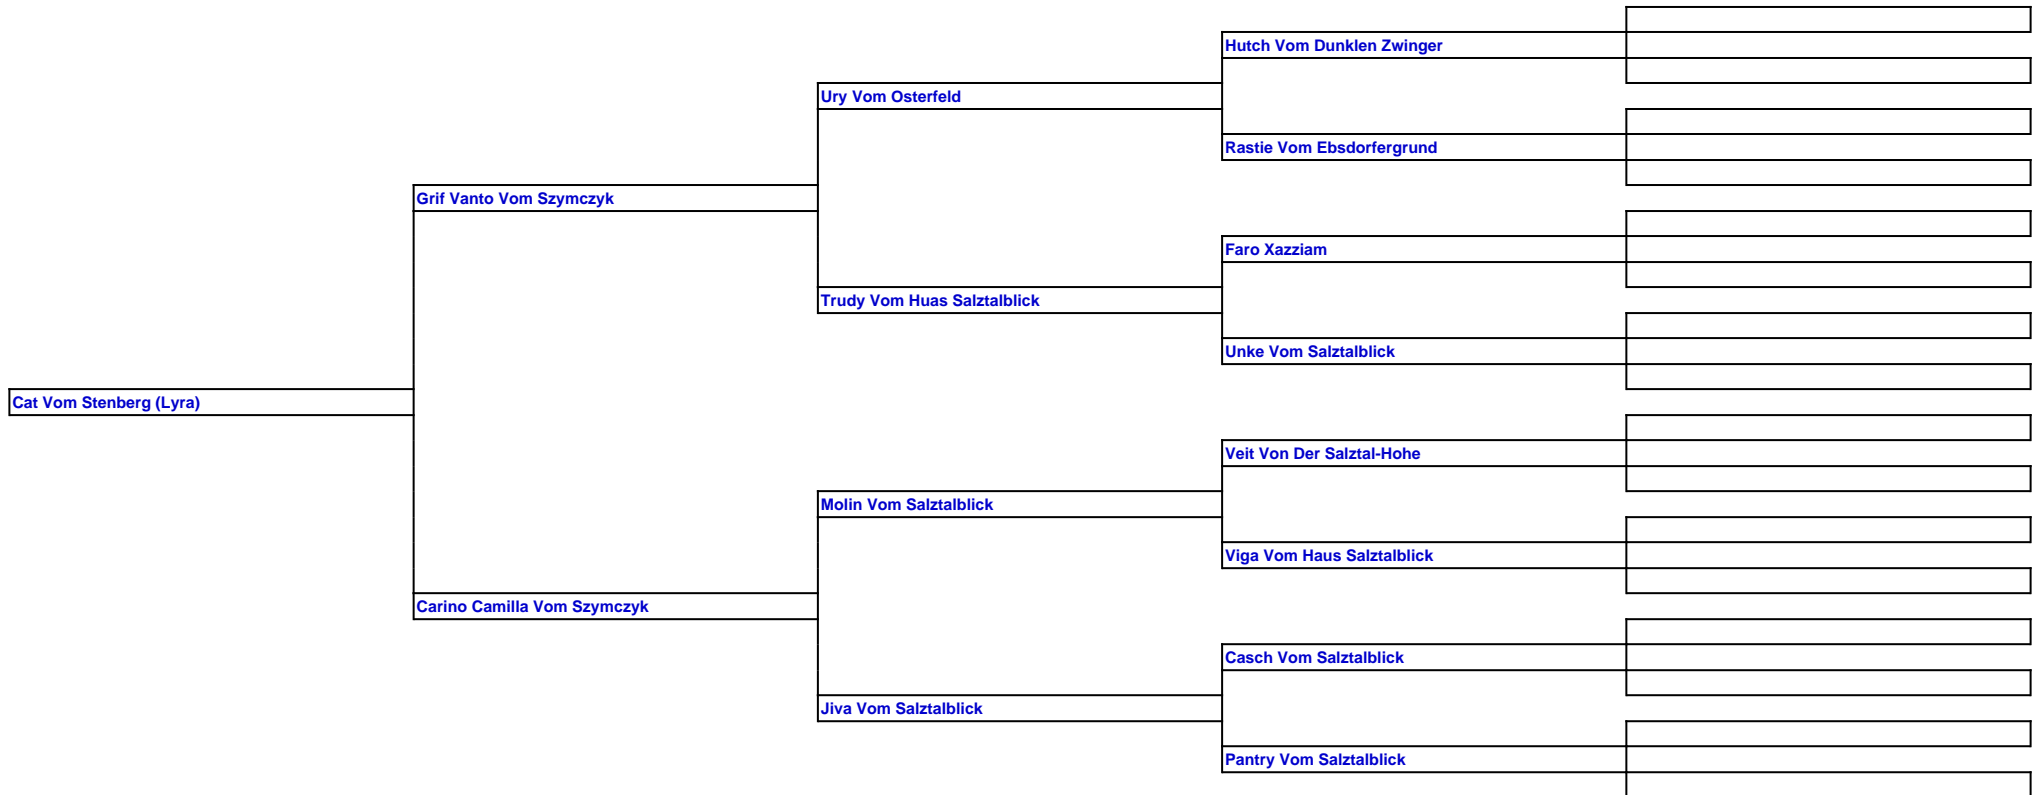 Hutch Vom Dunklen Zwinger
Ury Vom Osterfeld
Rastie Vom Ebsdorfergrund
Grif Vanto Vom Szymczyk
Faro Xazziam
Trudy Vom Huas Salztalblick
Unke Vom Salztalblick
Cat Vom Stenberg (Lyra)
Veit Von Der Salztal-Hohe
Molin Vom Salztalblick
Viga Vom Haus Salztalblick
Carino Camilla Vom Szymczyk
Casch Vom Salztalblick
Jiva Vom Salztalblick
Pantry Vom Salztalblick